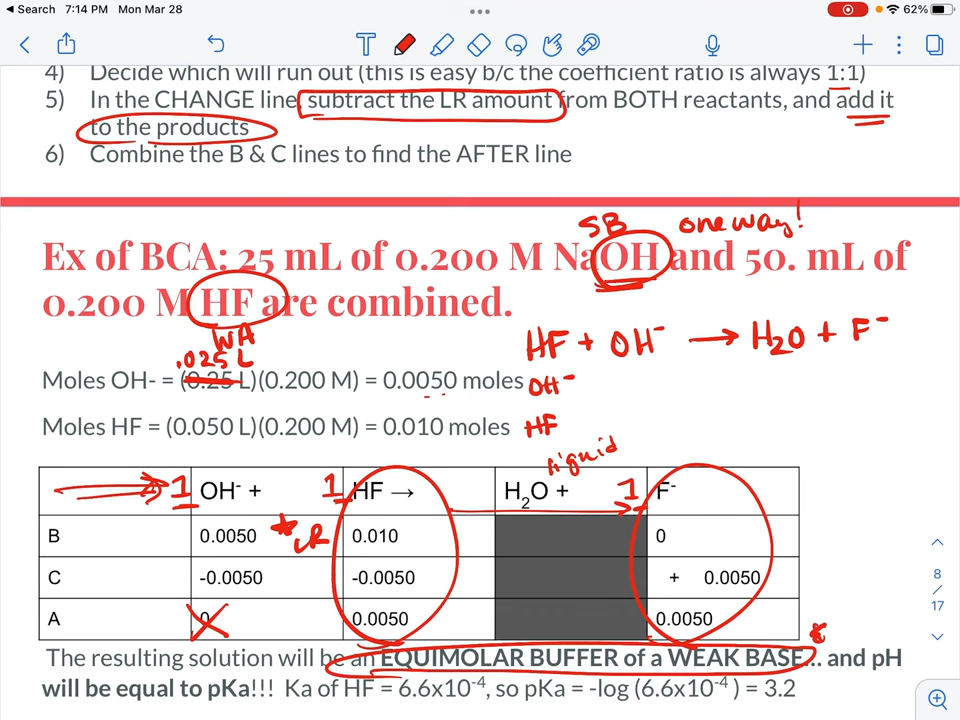 Search 7:14 PM Mon Mar 28 62%
4) Decide which will run out (this is easy b/c the coefficient ratio is always 1:1)
5) In the CHANGE line, subtract the LR amount from BOTH reactants, and add it
to the products
6) Combine the B & C lines to find the AFTER line
SB one way!
Ex of BCA: 25 mL of 0.200 M NaOH and 50. mL of
0.200 M HF are combined.
WA
HF + OH⁻ → H₂O + F⁻
.025 L
Moles OH- = (0.25 L)(0.200 M) = 0.0050 moles OH⁻
Moles HF = (0.050 L)(0.200 M) = 0.010 moles HF
liquid
1 OH⁻ + 1 HF → H₂O + 1 F⁻
B 0.0050 * LR 0.010 0
C -0.0050 -0.0050 + 0.0050
A 0 0.0050 0.0050
The resulting solution will be an EQUIMOLAR BUFFER of a WEAK BASE... and pH
will be equal to pKa!!! Ka of HF = 6.6x10⁻⁴, so pKa = -log (6.6x10⁻⁴ ) = 3.2
8
/
17